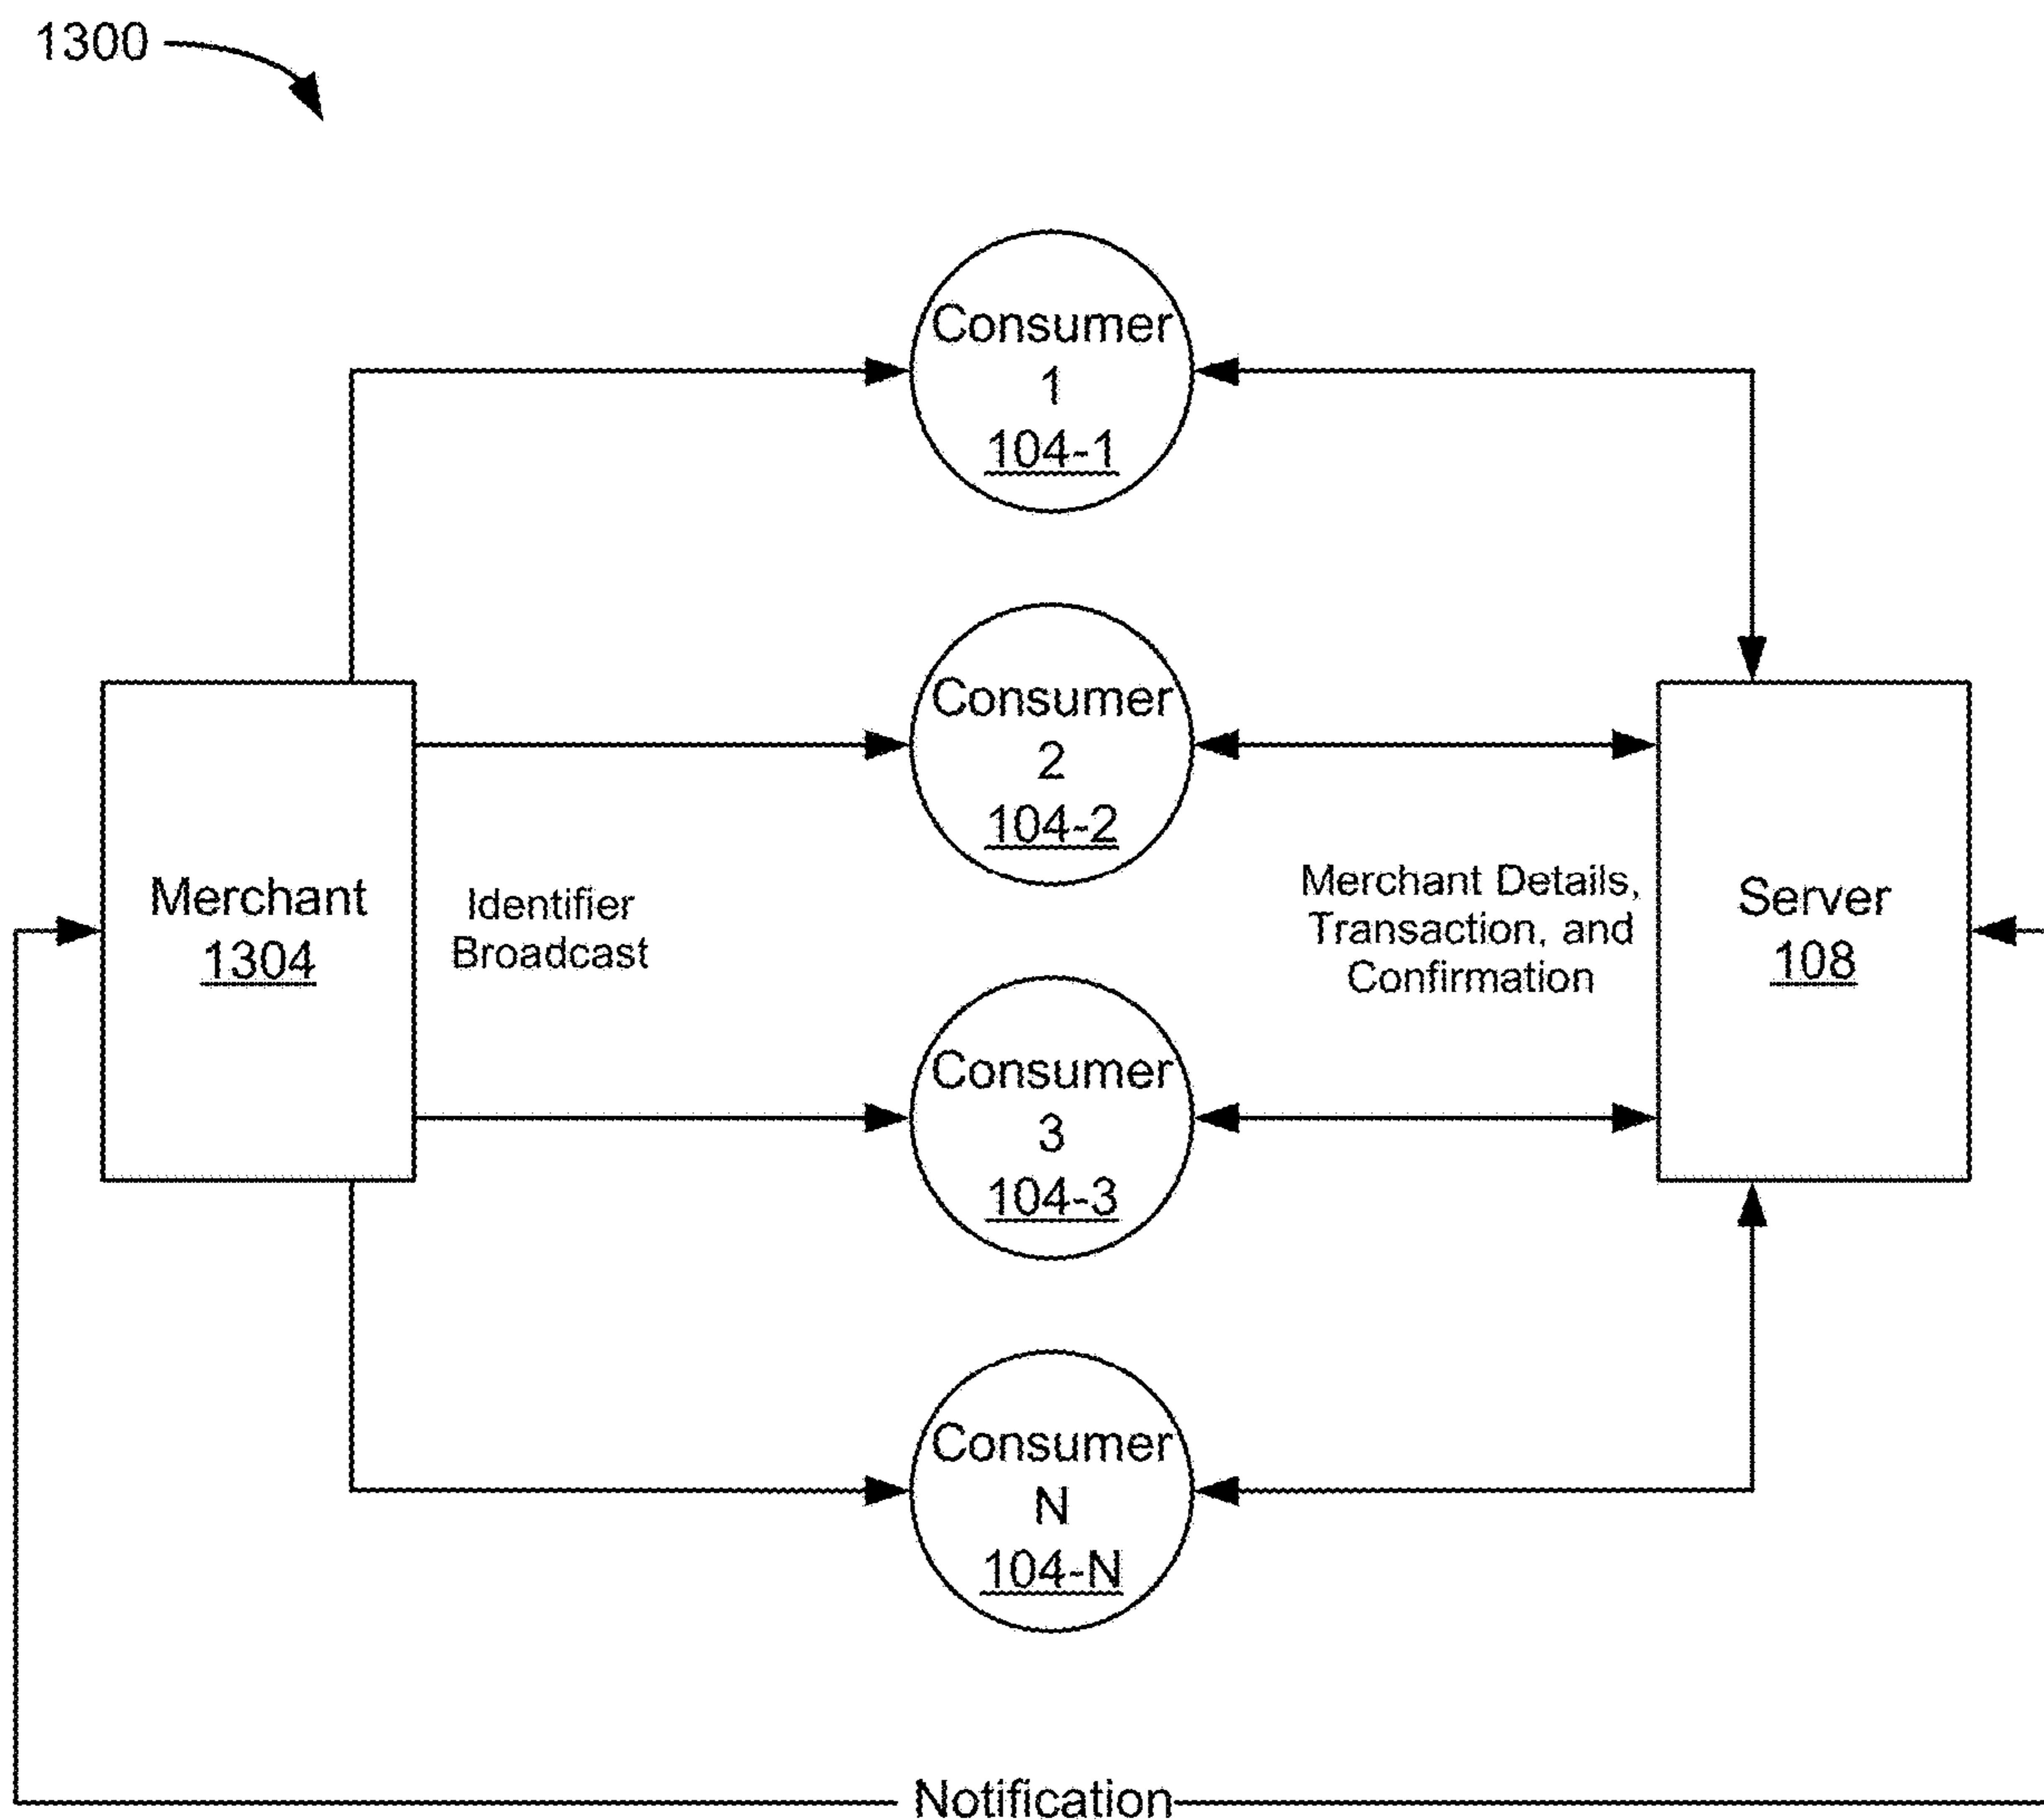 1300
Consumer
1
104-1
Consumer
2
104-2
Merchant
1304
Identifier
Broadcast
Merchant Details,
Transaction, and
Confirmation
Server
108
Consumer
3
104-3
Consumer
N
104-N
Notification